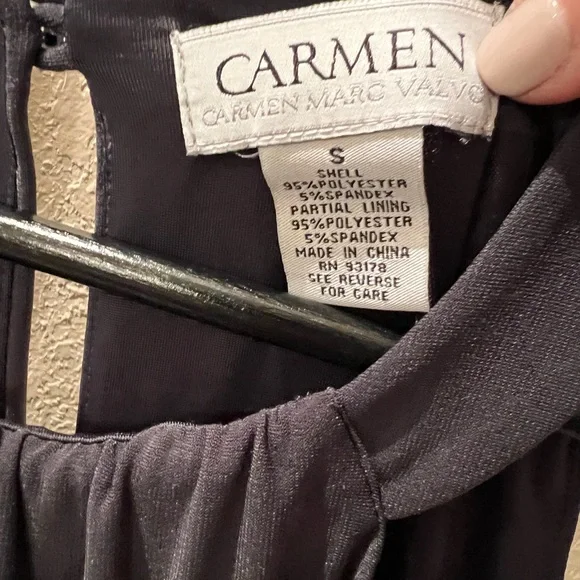 CARMEN
CARMEN MARC VALVO
S
SHELL
95%POLYESTER
5%SPANDEX
PARTIAL LINING
95%POLYESTER
5%SPANDEX
MADE IN CHINA
RN 93178
SEE REVERSE
FOR CARE